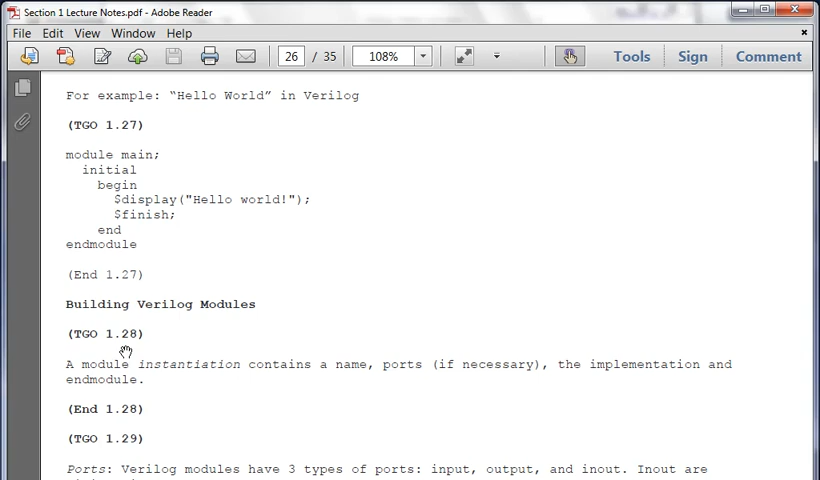 Section 1 Lecture Notes.pdf - Adobe Reader
File Edit View Window Help
26 / 35 108% Tools Sign Comment
For example: “Hello World” in Verilog
(TGO 1.27)
module main;
initial
begin
$display("Hello world!");
$finish;
end
endmodule
(End 1.27)
Building Verilog Modules
(TGO 1.28)
A module instantiation contains a name, ports (if necessary), the implementation and
endmodule.
(End 1.28)
(TGO 1.29)
Ports: Verilog modules have 3 types of ports: input, output, and inout. Inout are